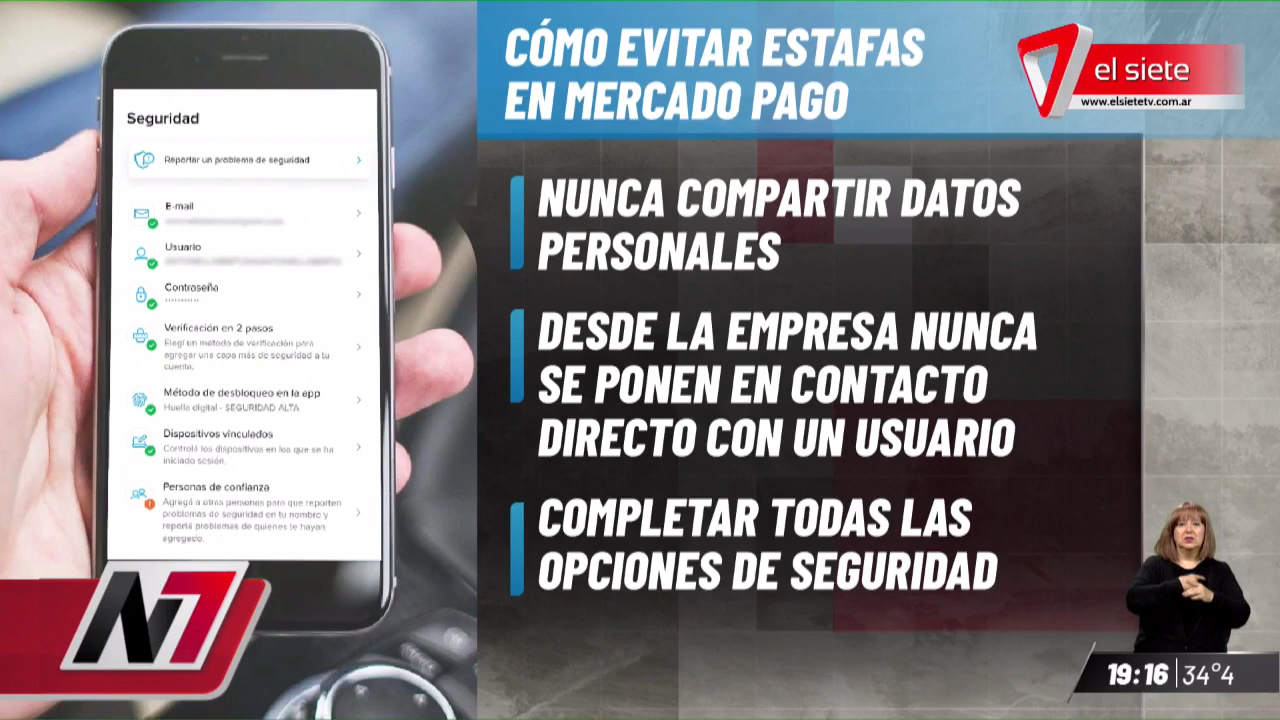 CÓMO EVITAR ESTAFAS
EN MERCADO PAGO
el siete
www.elsietetv.com.ar
NUNCA COMPARTIR DATOS
PERSONALES
DESDE LA EMPRESA NUNCA
SE PONEN EN CONTACTO
DIRECTO CON UN USUARIO
COMPLETAR TODAS LAS
OPCIONES DE SEGURIDAD
Seguridad
Reportar un problema de seguridad
E-mail
Usuario
Contraseña
Verificación en 2 pasos
Elegí un método de verificación para
agregar una capa más de seguridad a tu
cuenta.
Método de desbloqueo en la app
Huella digital - SEGURIDAD ALTA
Dispositivos vinculados
Controlá los dispositivos en los que se ha
iniciado sesión.
Personas de confianza
Agregá a otras personas para que reporten
problemas de seguridad en tu nombre y
reportá problemas de quienes te hayan
agregado.
N7
19:16 34°4